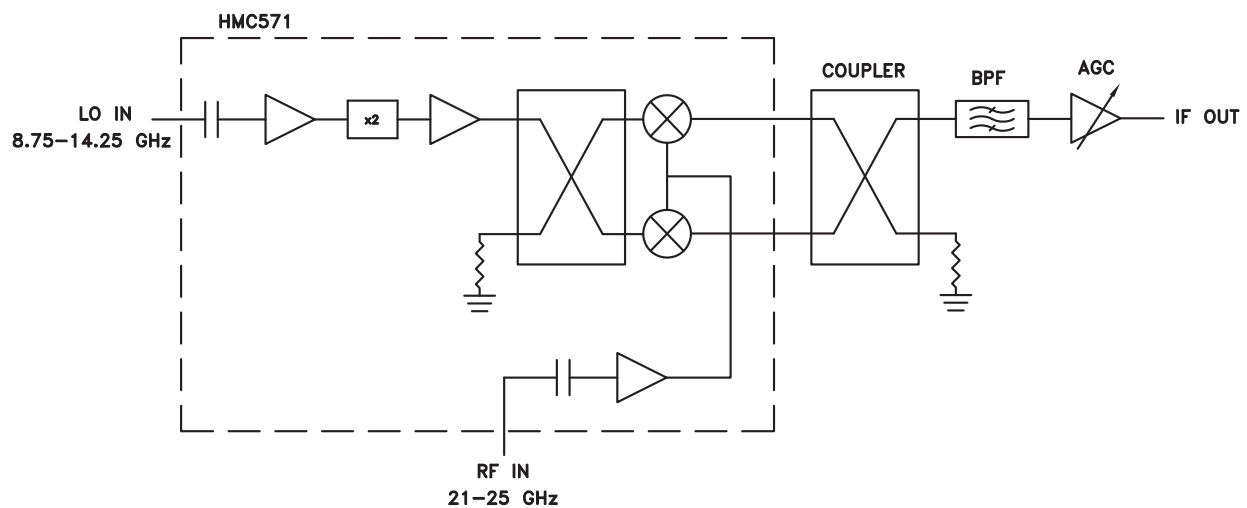 HMC571
COUPLER
BPF
AGC
LO IN
8.75–14.25 GHz
x2
IF OUT
RF IN
21–25 GHz